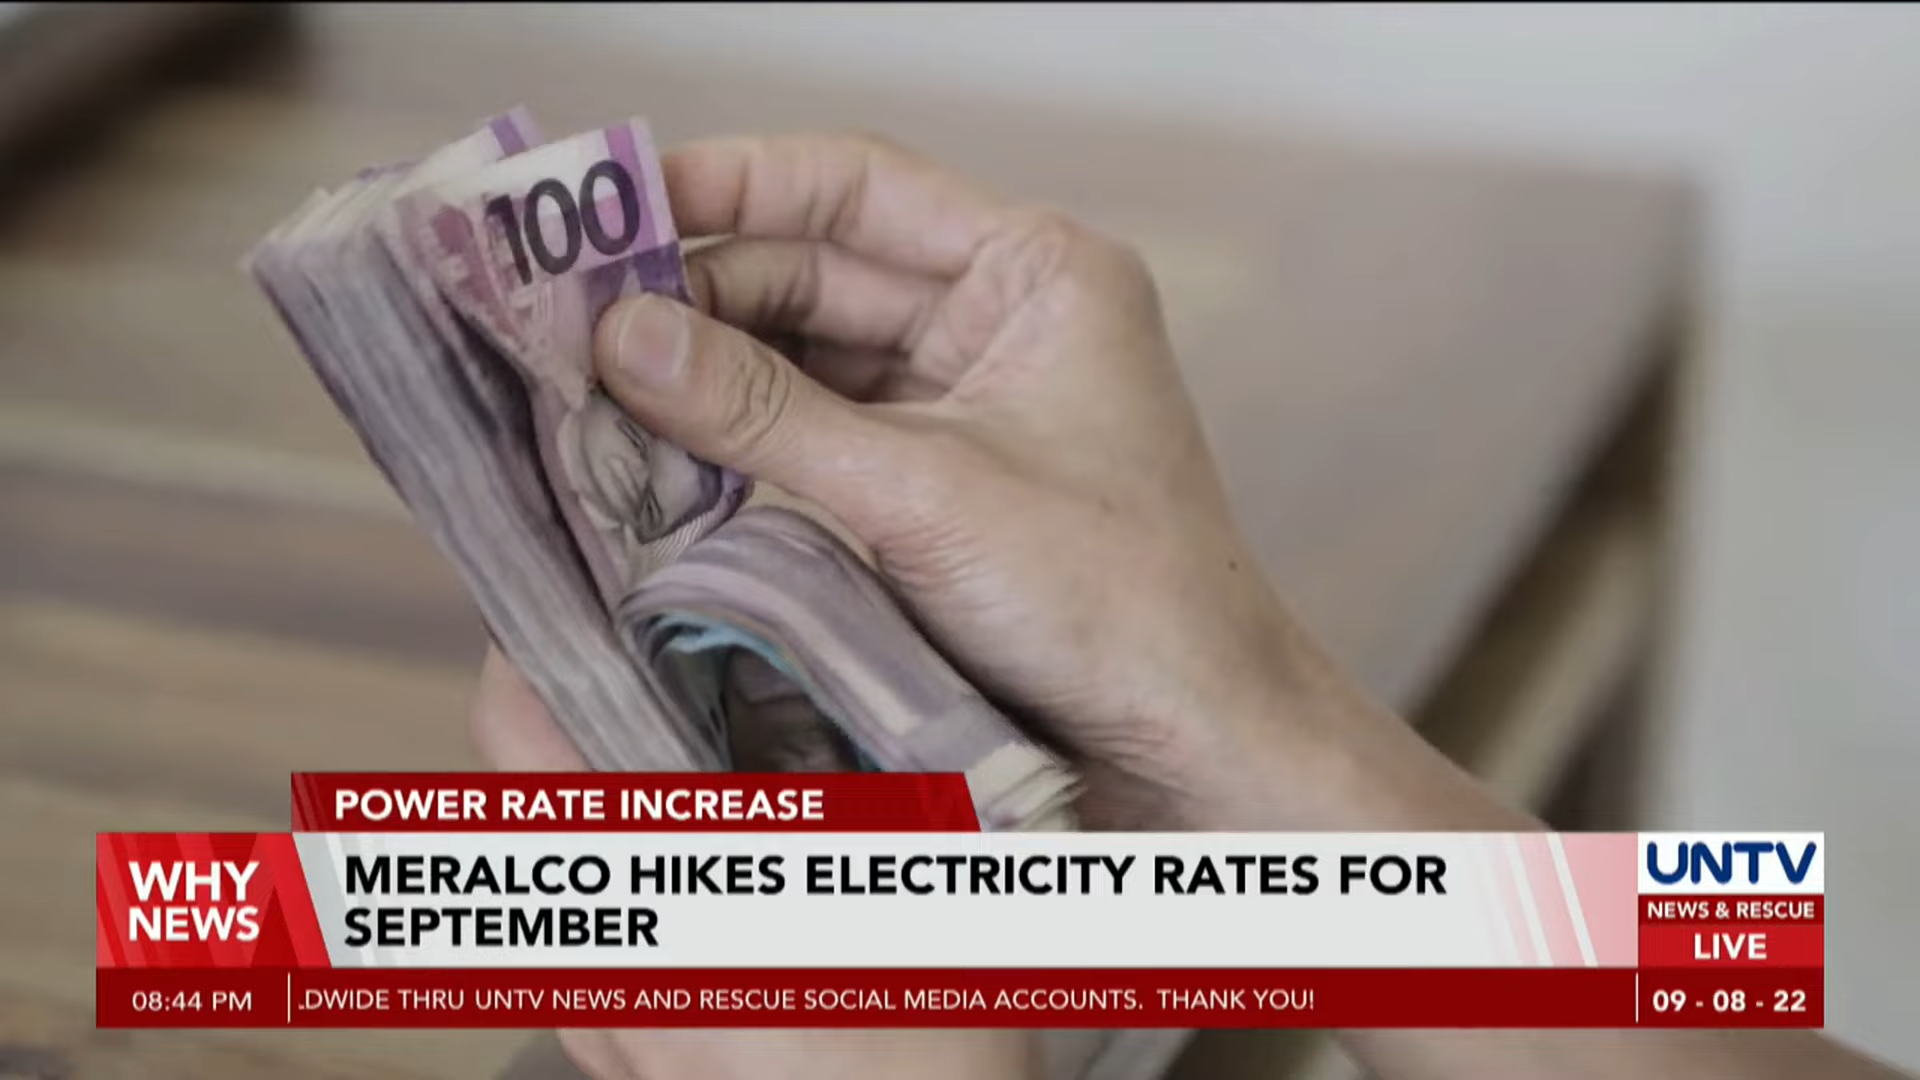 100
POWER RATE INCREASE
WHY
NEWS
MERALCO HIKES ELECTRICITY RATES FOR
SEPTEMBER
UNTV
NEWS & RESCUE
LIVE
08:44 PM
DWIDE THRU UNTV NEWS AND RESCUE SOCIAL MEDIA ACCOUNTS. THANK YOU!
09 - 08 - 22